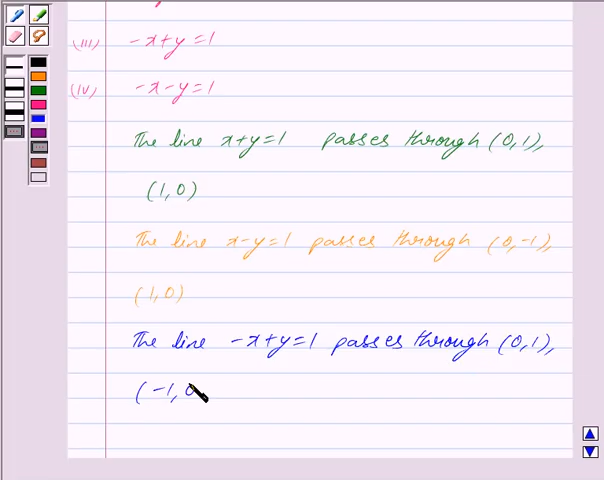 (III) -x+y=1
(IV) -x-y=1
The line x+y=1 passes through (0,1),
(1,0)
The line x-y=1 passes through (0,-1),
(1,0)
The line -x+y=1 passes through (0,1),
(-1,0